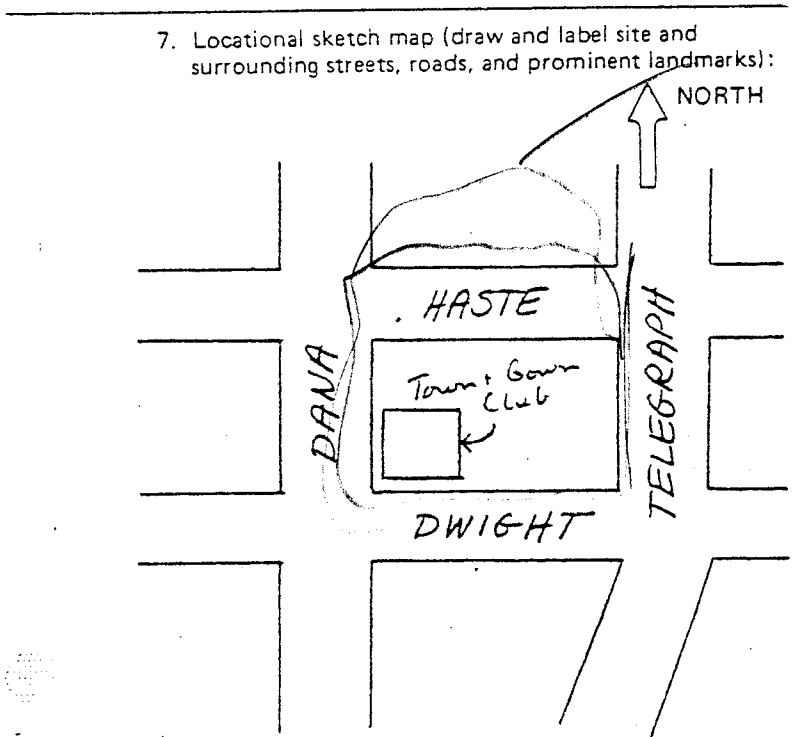 7. Locational sketch map (draw and label site and
surrounding streets, roads, and prominent landmarks):
NORTH
HASTE
DANA
Town + Gown
Club
TELEGRAPH
DWIGHT